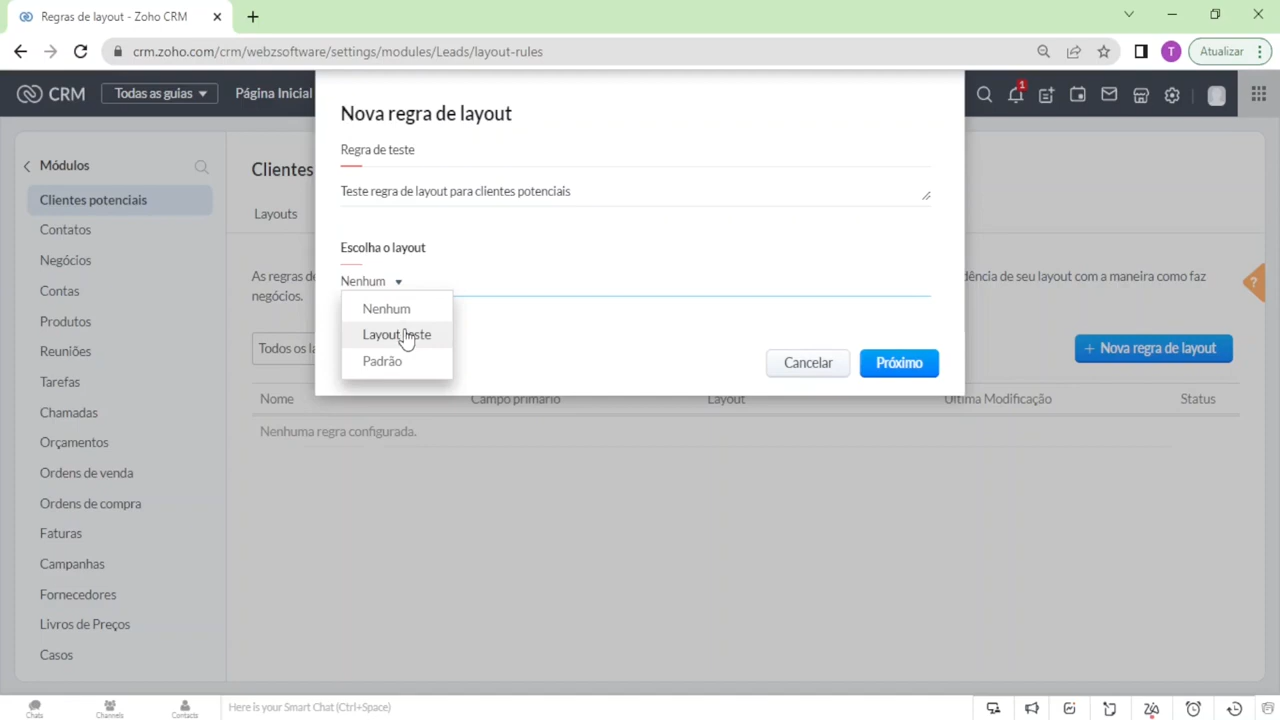 Regras de layout - Zoho CRM
crm.zoho.com/crm/webzsoftware/settings/modules/Leads/layout-rules
T
Atualizar
CRM
Todas as guias
Página Inicial
1
Módulos
Clientes potenciais
Contatos
Negócios
Contas
Produtos
Reuniões
Tarefas
Chamadas
Orçamentos
Ordens de venda
Ordens de compra
Faturas
Campanhas
Fornecedores
Livros de Preços
Casos
Clientes
Layouts
As regras de
dência de seu layout com a maneira como faz
negócios.
Todos os la
+ Nova regra de layout
Nome
Campo primário
Layout
Última Modificação
Status
Nenhuma regra configurada.
Nova regra de layout
Regra de teste
Teste regra de layout para clientes potenciais
Escolha o layout
Nenhum
Nenhum
Layout teste
Padrão
Cancelar
Próximo
?
Chats
Channels
Contacts
Here is your Smart Chat (Ctrl+Space)